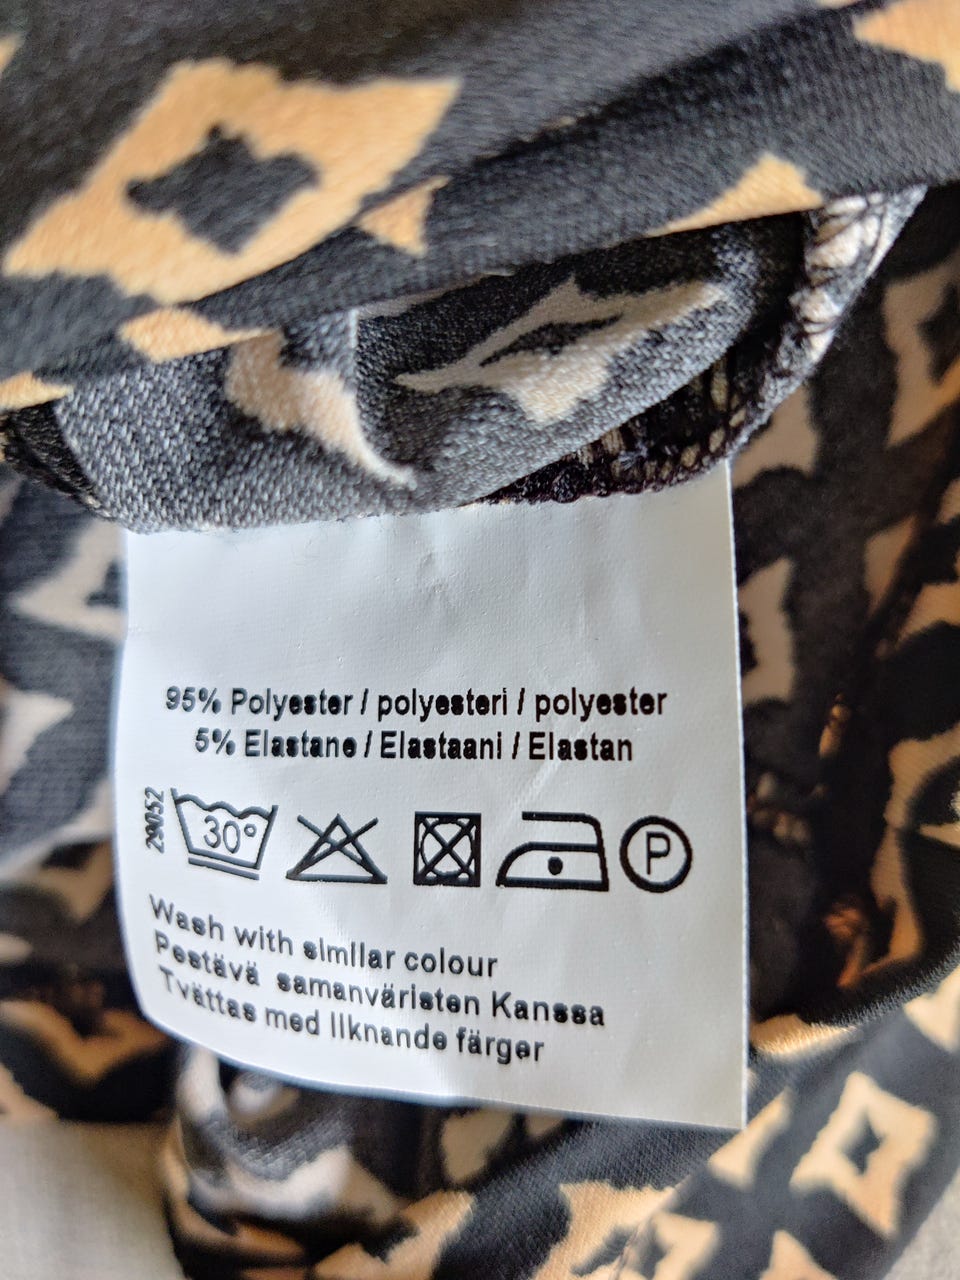 95% Polyester / polyesteri / polyester
5% Elastane / Elastaani / Elastan
29052
30°
P
Wash with similar colour
Pestävä samanväristen Kanssa
Tvättas med liknande färger